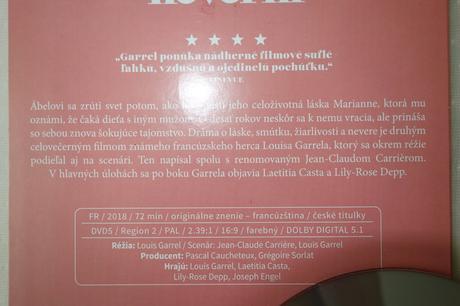 „Garrel ponúka nádherné filmové suflé –
ľahkú, vzdušnú a ojedinelú pochúťku.“
Ábelovi sa zrúti svet potom, ako jeho celoživotná láska Marianne, ktorá mu
oznámi, že čaká dieťa s iným mužom. O desať rokov neskôr sa k nemu vracia, ale prináša
so sebou znova šokujúce tajomstvo. Dráma o láske, smútku, žiarlivosti a nevere je druhým
celovečerným filmom známeho francúzskeho herca Louisa Garrela, ktorý sa okrem réžie
podieľal aj na scenári. Ten napísal spolu s renomovaným Jean-Claudom Carrièrom.
V hlavných úlohách sa po boku Garrela objavia Laetitia Casta a Lily-Rose Depp.
FR / 2018 / 72 min / originálne znenie – francúzština / české titulky
DVD5 / Region 2 / PAL / 2.39:1 / 16:9 / farebný / DOLBY DIGITAL 5.1
Réžia: Louis Garrel / Scenár: Jean-Claude Carrière, Louis Garrel
Producent: Pascal Caucheteux, Grégoire Sorlat
Hrajú: Louis Garrel, Laetitia Casta,
Lily-Rose Depp, Joseph Engel